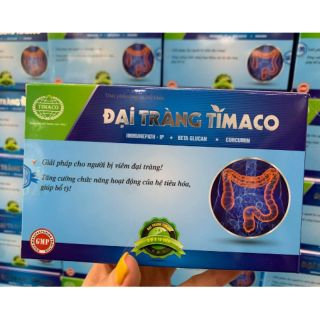 TIMACO
ĐẠI TRÀNG TIMACO
IMMUNEPATH - IP ★ BETA GLUCAN ★ CURCUMIN
Giải pháp cho người bị viêm đại tràng!
Tăng cường chức năng hoạt động của hệ tiêu hóa,
giúp bổ tỳ!
GMP